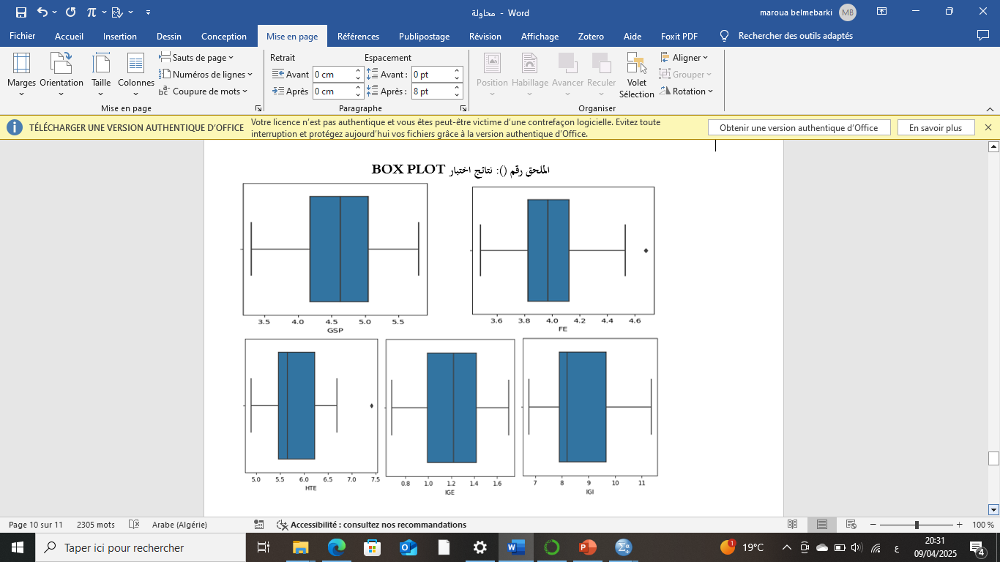 محاولة - Word
maroua belmebarki MB
Fichier Accueil Insertion Dessin Conception Mise en page Références Publipostage Révision Affichage Zotero Aide Foxit PDF Rechercher des outils adaptés
Marges Orientation Taille Colonnes
Sauts de page
Numéros de lignes
Coupure de mots
Mise en page
Retrait Espacement
Avant 0 cm Avant : 0 pt
Après 0 cm Après : 8 pt
Paragraphe
Position Habillage Avancer Reculer Volet Sélection
Aligner
Grouper
Rotation
Organiser
TÉLÉCHARGER UNE VERSION AUTHENTIQUE D'OFFICE
Votre licence n'est pas authentique et vous êtes peut-être victime d'une contrefaçon logicielle. Evitez toute
interruption et protégez aujourd'hui vos fichiers grâce à la version authentique d'Office.
Obtenir une version authentique d'Office En savoir plus
الملحق رقم (): نتائج اختبار BOX PLOT
3.5 4.0 4.5 5.0 5.5
GSP
3.6 3.8 4.0 4.2 4.4 4.6
FE
5.0 5.5 6.0 6.5 7.0 7.5
HTE
0.8 1.0 1.2 1.4 1.6
IGE
7 8 9 10 11
IGI
Page 10 sur 11 2305 mots Arabe (Algérie) Accessibilité : consultez nos recommandations 100 %
Taper ici pour rechercher
1 19°C ع 20:31
09/04/2025 4